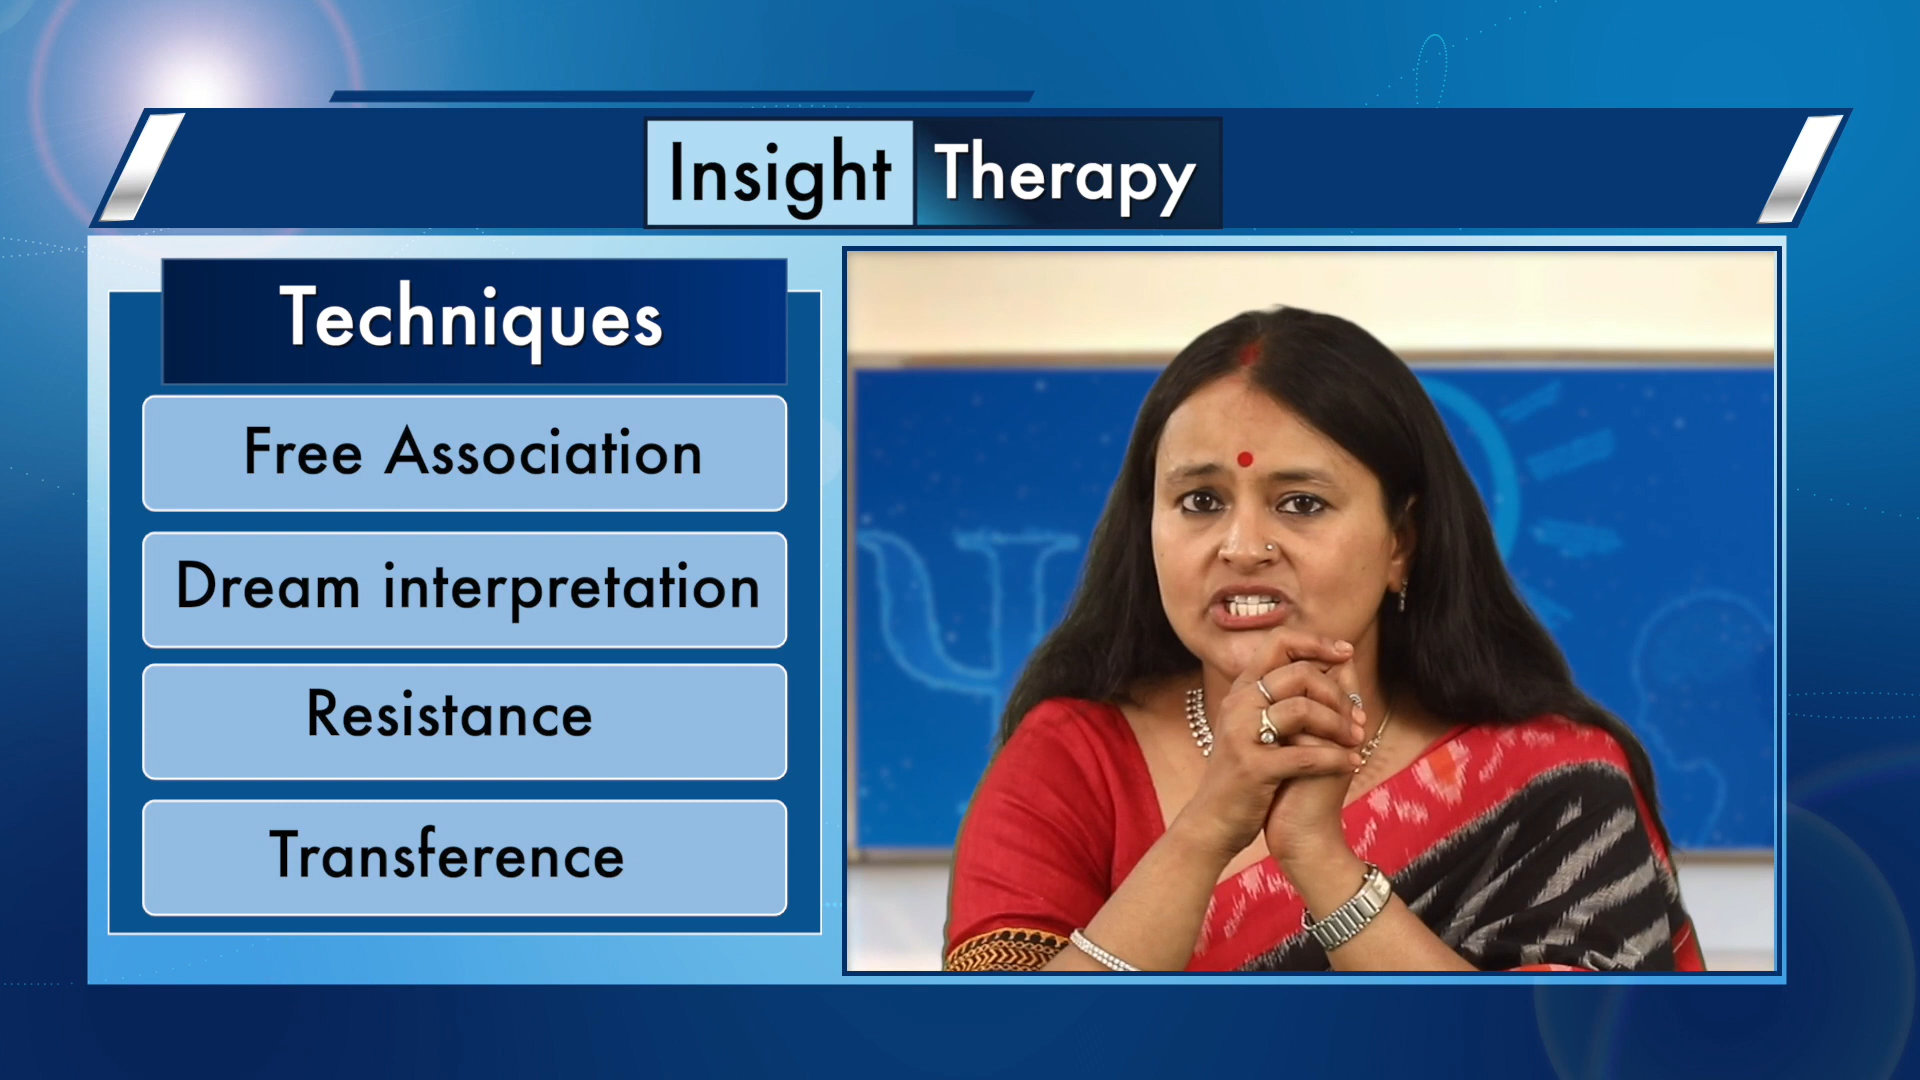 Insight Therapy
Techniques
Free Association
Dream interpretation
Resistance
Transference
Ψ